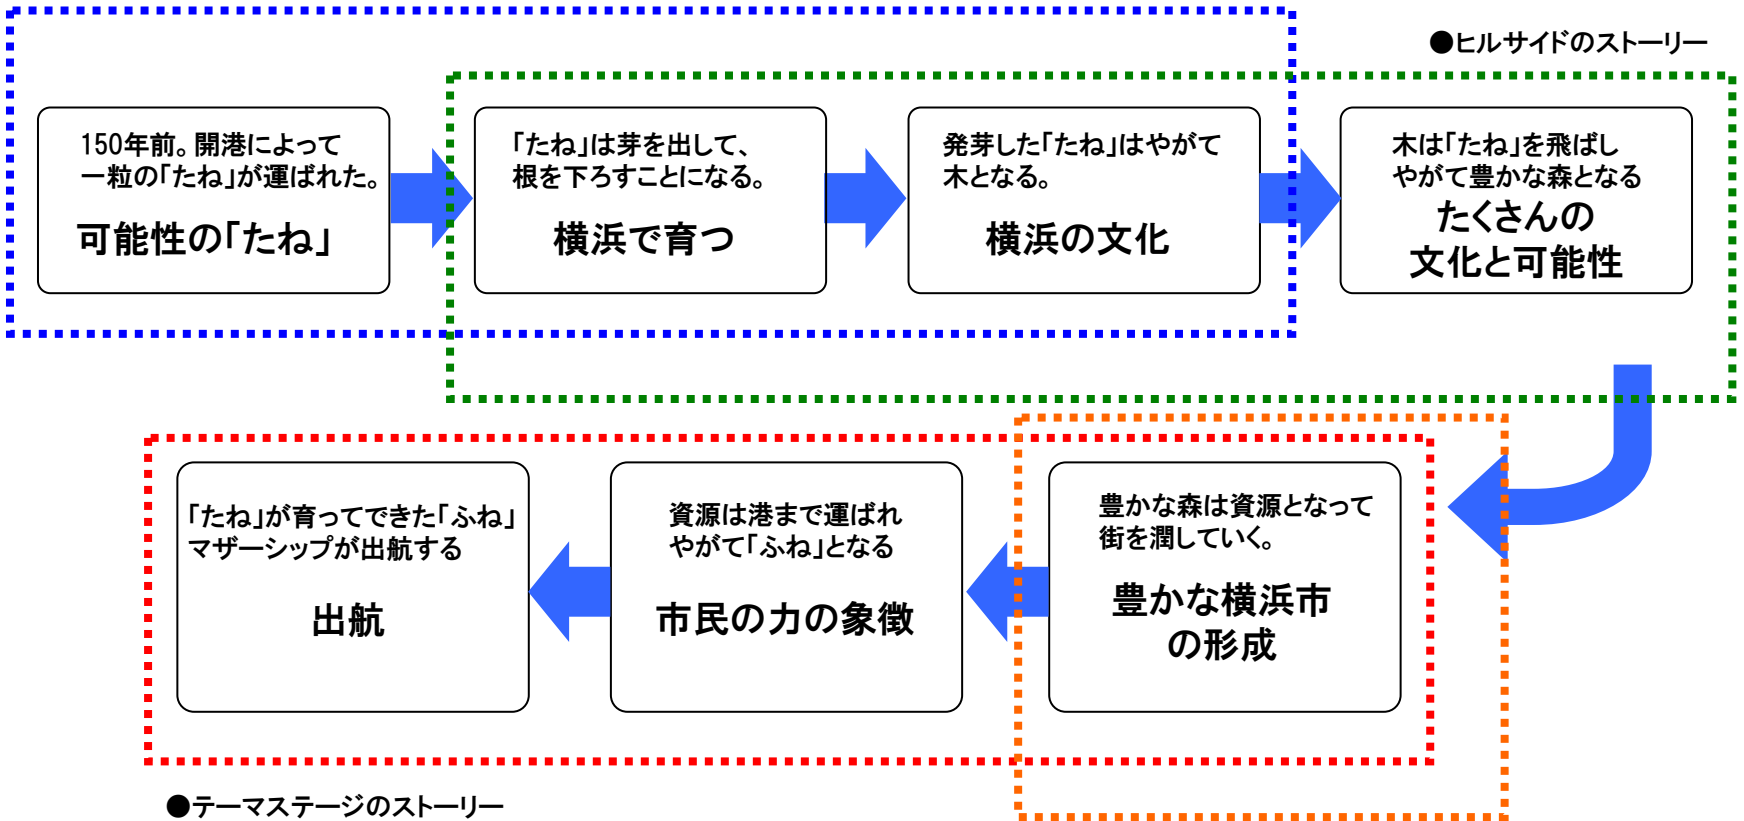 ●ヒルサイドのストーリー
150年前。開港によって
一粒の「たね」が運ばれた。
可能性の「たね」
「たね」は芽を出して、
根を下ろすことになる。
横浜で育つ
発芽した「たね」はやがて
木となる。
横浜の文化
木は「たね」を飛ばし
やがて豊かな森となる
たくさんの
文化と可能性
豊かな森は資源となって
街を潤していく。
豊かな横浜市
の形成
資源は港まで運ばれ
やがて「ふね」となる
市民の力の象徴
「たね」が育ってできた「ふね」
マザーシップが出航する
出航
●テーマステージのストーリー